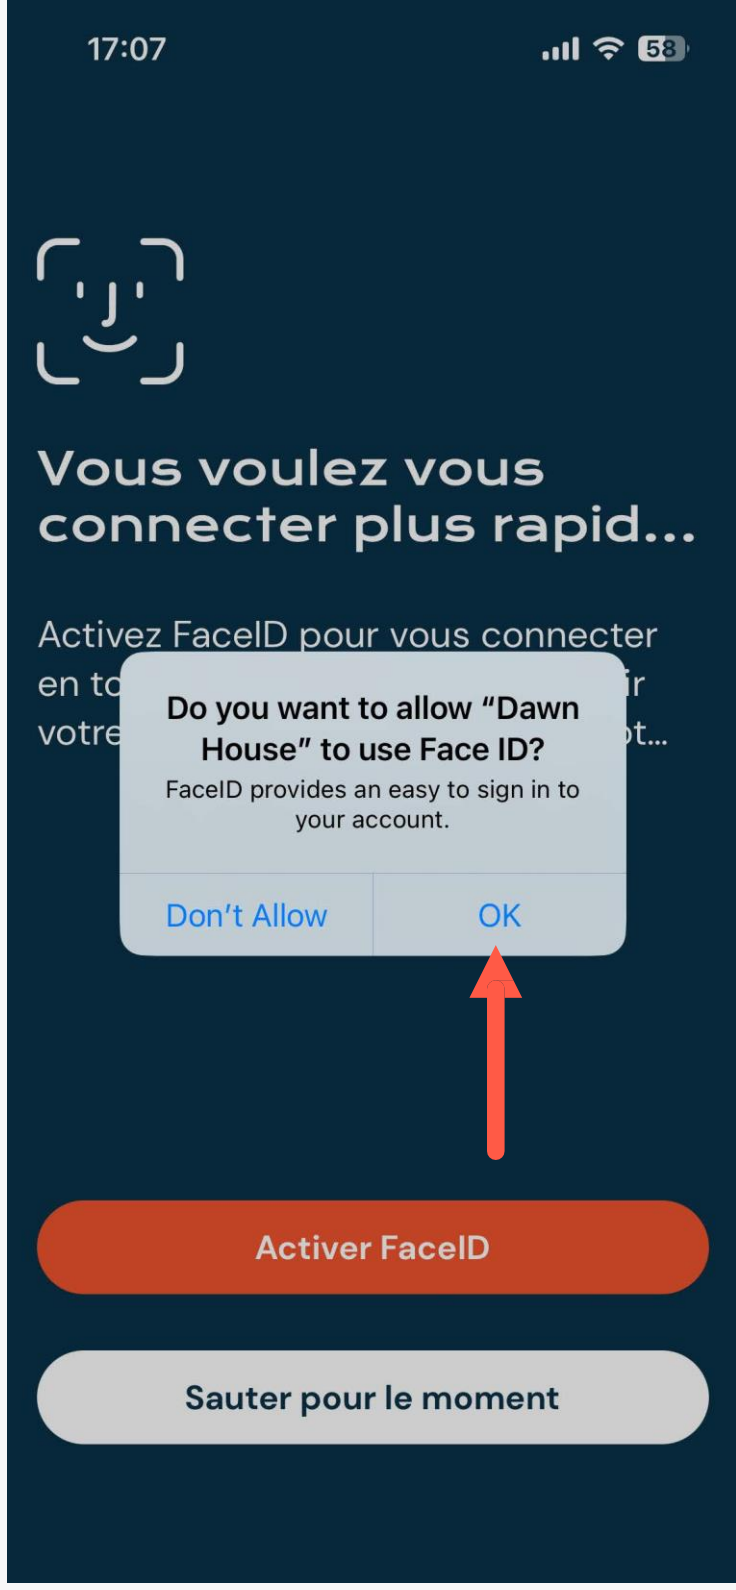 17:07
58
Vous voulez vous
connecter plus rapid...
Activez FaceID pour vous connecter
en
votre
Do you want to allow “Dawn
House” to use Face ID?
FaceID provides an easy to sign in to
your account.
Don’t Allow
OK
Activer FaceID
Sauter pour le moment